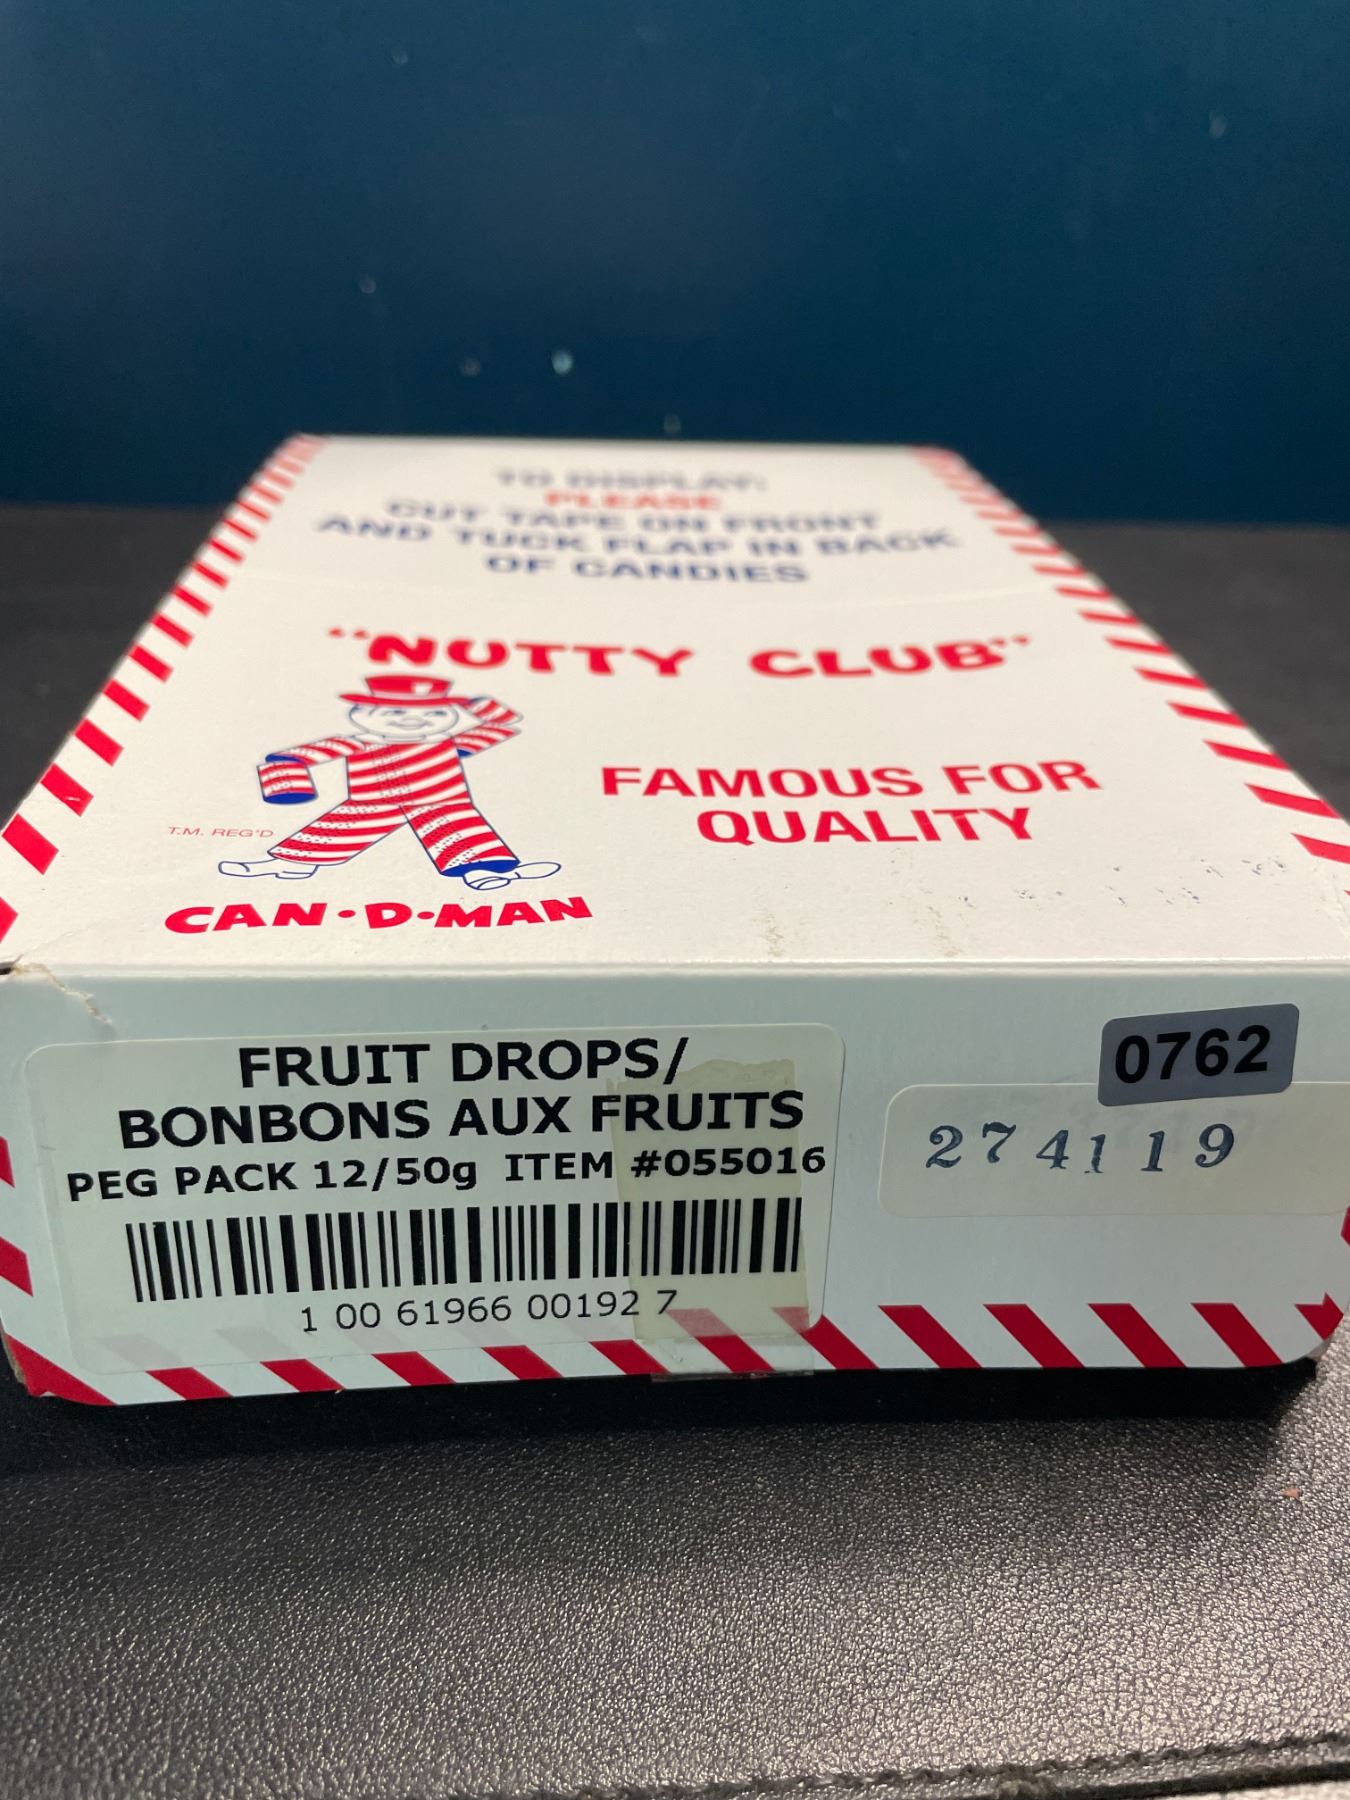 TO DISPLAY:
PLEASE
CUT TAPE ON FRONT
AND TUCK FLAP IN BACK
OF CANDIES
"NUTTY CLUB"
FAMOUS FOR
QUALITY
T.M. REG'D
CAN·D·MAN
FRUIT DROPS/
BONBONS AUX FRUITS
PEG PACK 12/50g ITEM #055016
1 00 61966 00192 7
0762
274119